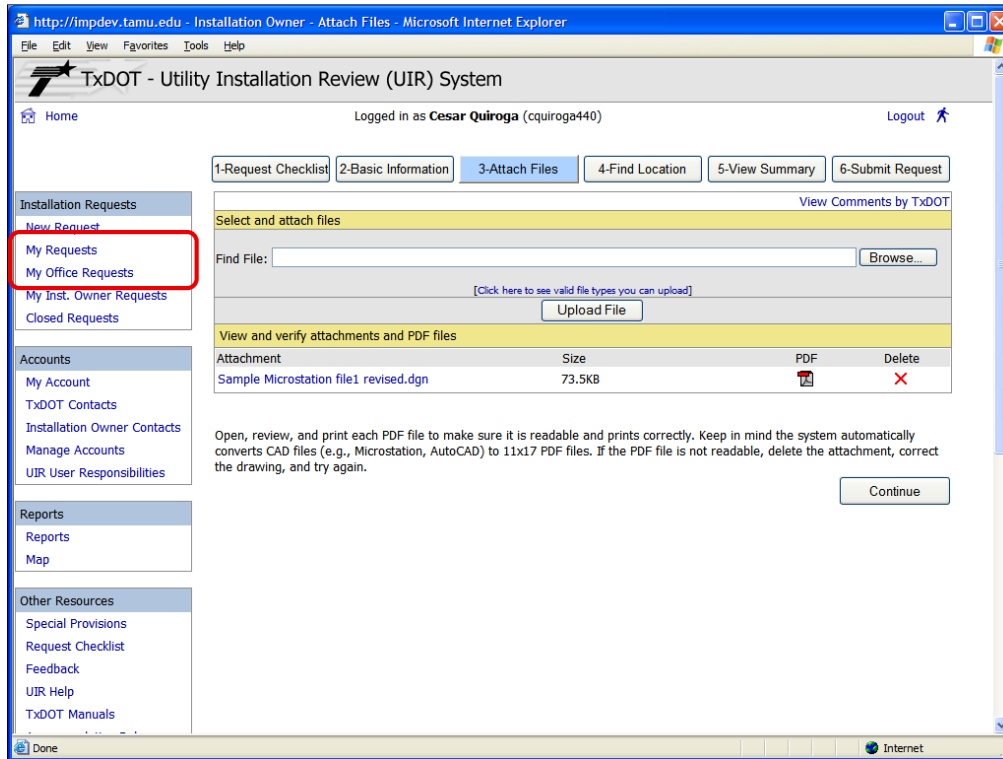 http://impdev.tamu.edu - Installation Owner - Attach Files - Microsoft Internet Explorer
File Edit View Favorites Tools Help
TxDOT - Utility Installation Review (UIR) System
Home Logged in as Cesar Quiroga (cquiroga440) Logout
1-Request Checklist 2-Basic Information 3-Attach Files 4-Find Location 5-View Summary 6-Submit Request
Installation Requests
New Request
My Requests
My Office Requests
My Inst. Owner Requests
Closed Requests
Accounts
My Account
TxDOT Contacts
Installation Owner Contacts
Manage Accounts
UIR User Responsibilities
Reports
Reports
Map
Other Resources
Special Provisions
Request Checklist
Feedback
UIR Help
TxDOT Manuals
View Comments by TxDOT
Select and attach files
Find File: Browse...
[Click here to see valid file types you can upload]
Upload File
View and verify attachments and PDF files
Attachment Size PDF Delete
Sample Microstation file1 revised.dgn 73.5KB
Open, review, and print each PDF file to make sure it is readable and prints correctly. Keep in mind the system automatically
converts CAD files (e.g., Microstation, AutoCAD) to 11x17 PDF files. If the PDF file is not readable, delete the attachment, correct
the drawing, and try again.
Continue
Done Internet